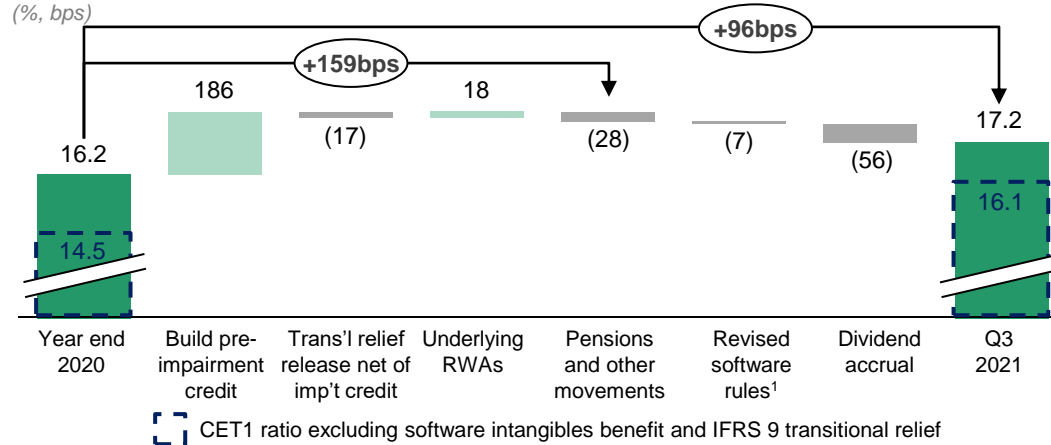 (%, bps)
+96bps
+159bps
186
18
(17)
(28)
(7)
(56)
16.2
17.2
14.5
16.1
Year end
2020
Build pre-
impairment
credit
Trans'l relief
release net of
imp't credit
Underlying
RWAs
Pensions
and other
movements
Revised
software
rules¹
Dividend
accrual
Q3
2021
CET1 ratio excluding software intangibles benefit and IFRS 9 transitional relief